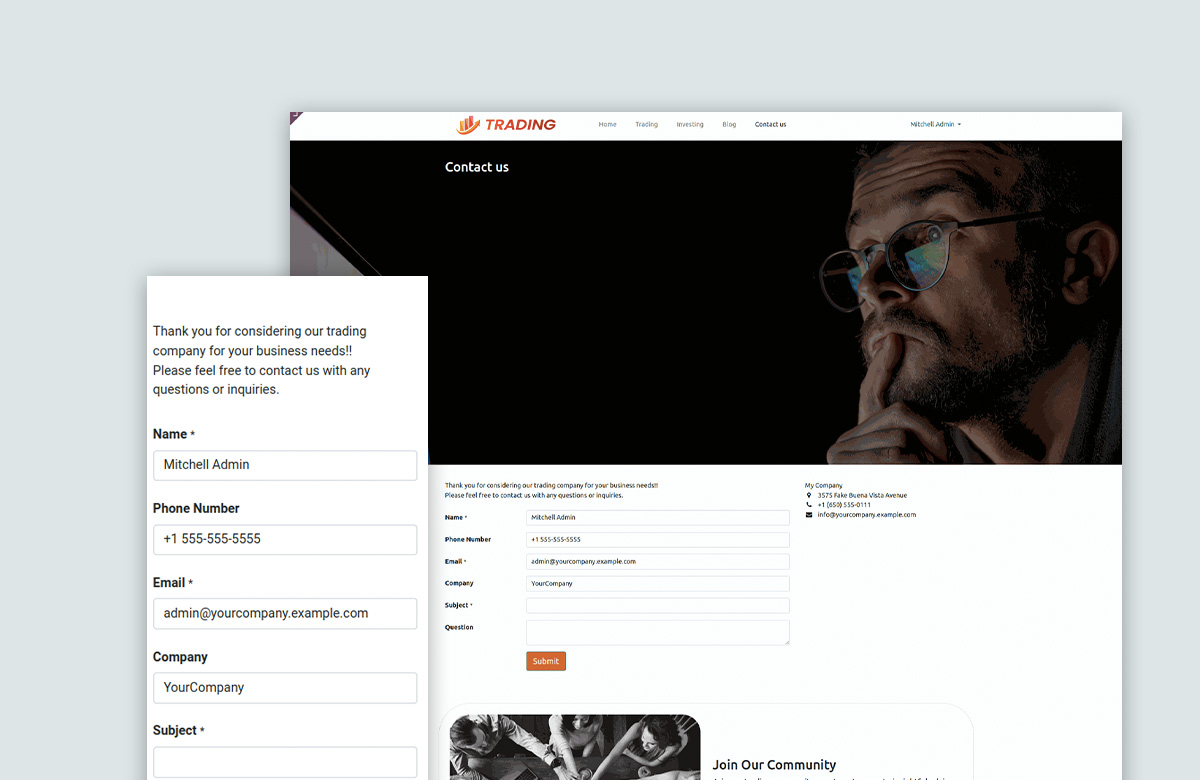 TRADING
Home Trading Investing Blog Contact us Mitchell Admin
Contact us
Thank you for considering our trading
company for your business needs!!
Please feel free to contact us with any
questions or inquiries.
Name *
Mitchell Admin
Phone Number
+1 555-555-5555
Email *
admin@yourcompany.example.com
Company
YourCompany
Subject *
Thank you for considering our trading company for your business needs!!
Please feel free to contact us with any questions or inquiries.
Name * Mitchell Admin
Phone Number +1 555-555-5555
Email * admin@yourcompany.example.com
Company YourCompany
Subject *
Question
Submit
My Company
3575 Fake Buena Vista Avenue
+1 (650) 555-0111
info@yourcompany.example.com
Join Our Community